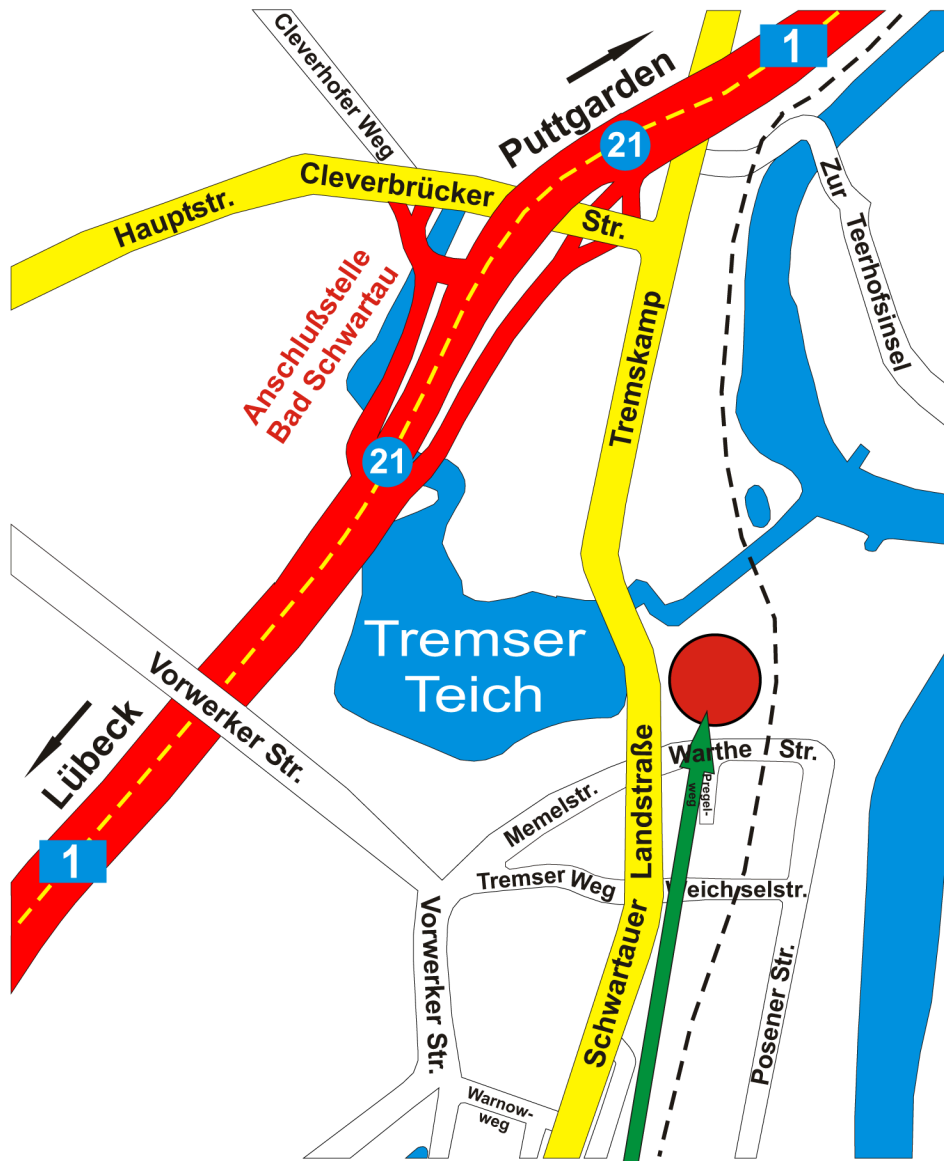 1
Cleverhofer Weg
Puttgarden
21
Cleverbrücker
Zur
Hauptstr.
Str.
Teerhofsinsel
Anschlußstelle
Bad Schwartau
Tremskamp
21
Tremser
Teich
Vorwerker Str.
Lübeck
Landstraße
Warthe Str.
Pregel-
weg
Memelstr.
1
Tremser Weg
Weichselstr.
Vorwerker Str.
Schwartauer
Posener Str.
Warnow-
weg